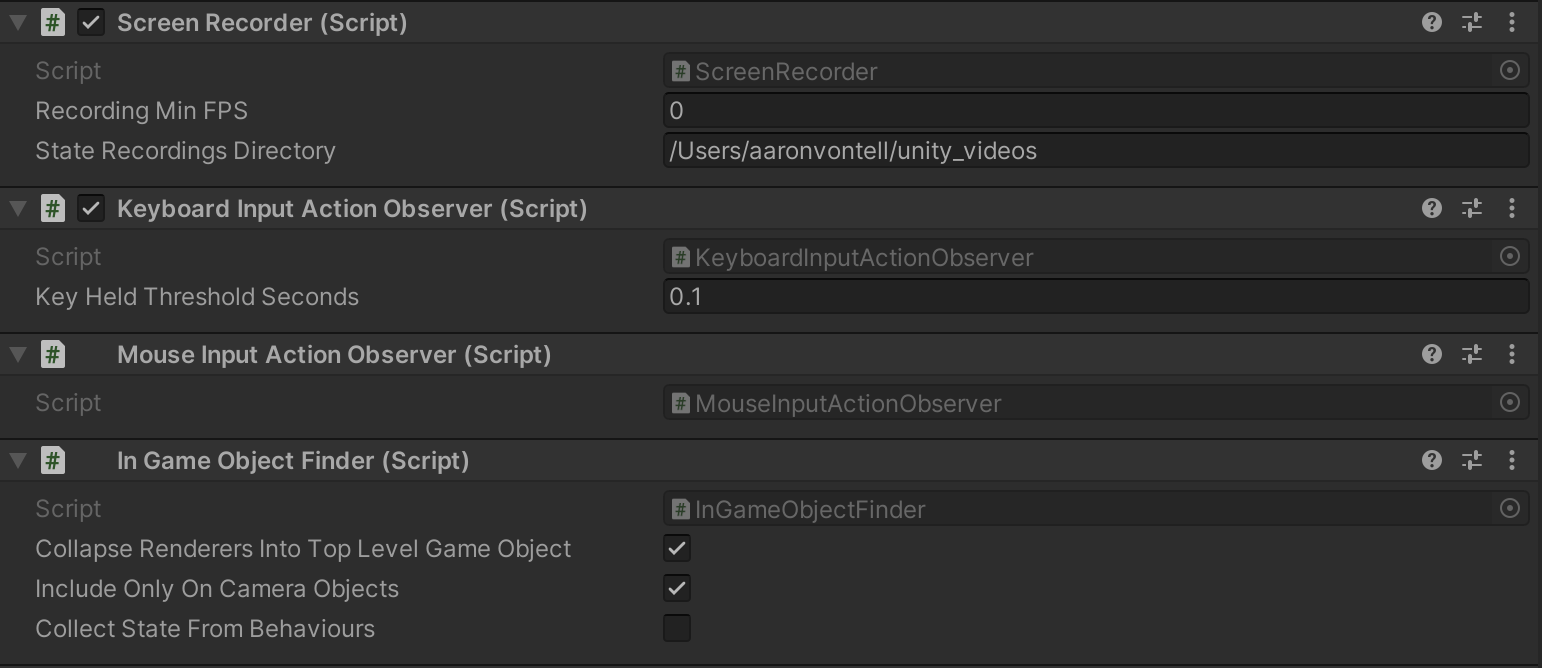 Screen Recorder (Script)
Script # ScreenRecorder
Recording Min FPS 0
State Recordings Directory /Users/aaronvontell/unity_videos
# Keyboard Input Action Observer (Script)
Script # KeyboardInputActionObserver
Key Held Threshold Seconds 0.1
# Mouse Input Action Observer (Script)
Script # MouseInputActionObserver
# In Game Object Finder (Script)
Script # InGameObjectFinder
Collapse Renderers Into Top Level Game Object
Include Only On Camera Objects
Collect State From Behaviours